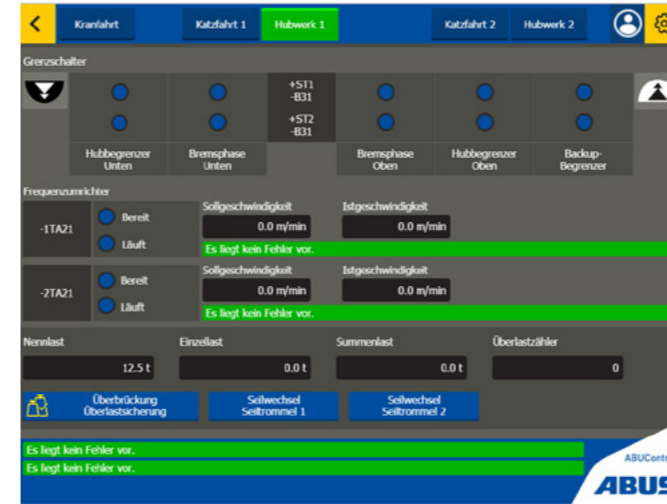 Kranfahrt Katzfahrt 1 Hubwerk 1 Katzfahrt 2 Hubwerk 2
Grenzschalter
+ST1
-B31
+ST2
-B31
Hubbegrenzer Unten
Bremsphase Unten
Bremsphase Oben
Hubbegrenzer Oben
Backup-Begrenzer
Frequenzumrichter
-1TA21
Bereit
Läuft
Sollgeschwindigkeit Istgeschwindigkeit
0.0 m/min 0.0 m/min
Es liegt kein Fehler vor.
-2TA21
Bereit
Läuft
Sollgeschwindigkeit Istgeschwindigkeit
0.0 m/min 0.0 m/min
Es liegt kein Fehler vor.
Nennlast Einzellast Summenlast Überlastzähler
12.5 t 0.0 t 0.0 t 0
Überbrückung Überlastsicherung
Seilwechsel Seiltrommel 1
Seilwechsel Seiltrommel 2
Es liegt kein Fehler vor.
Es liegt kein Fehler vor.
ABUContr
ABUS